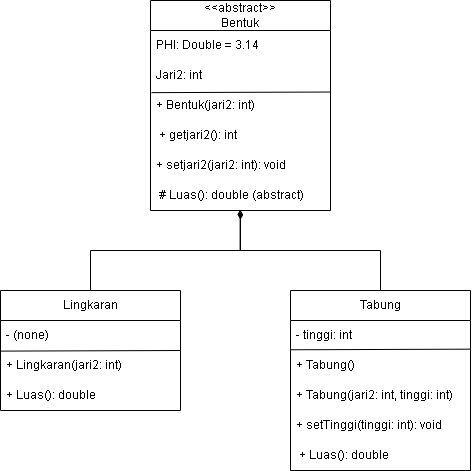 <<abstract>>
Bentuk
PHI: Double = 3.14
Jari2: int
+ Bentuk(jari2: int)
+ getjari2(): int
+ setjari2(jari2: int): void
# Luas(): double (abstract)
Lingkaran
- (none)
+ Lingkaran(jari2: int)
+ Luas(): double
Tabung
- tinggi: int
+ Tabung()
+ Tabung(jari2: int, tinggi: int)
+ setTinggi(tinggi: int): void
+ Luas(): double